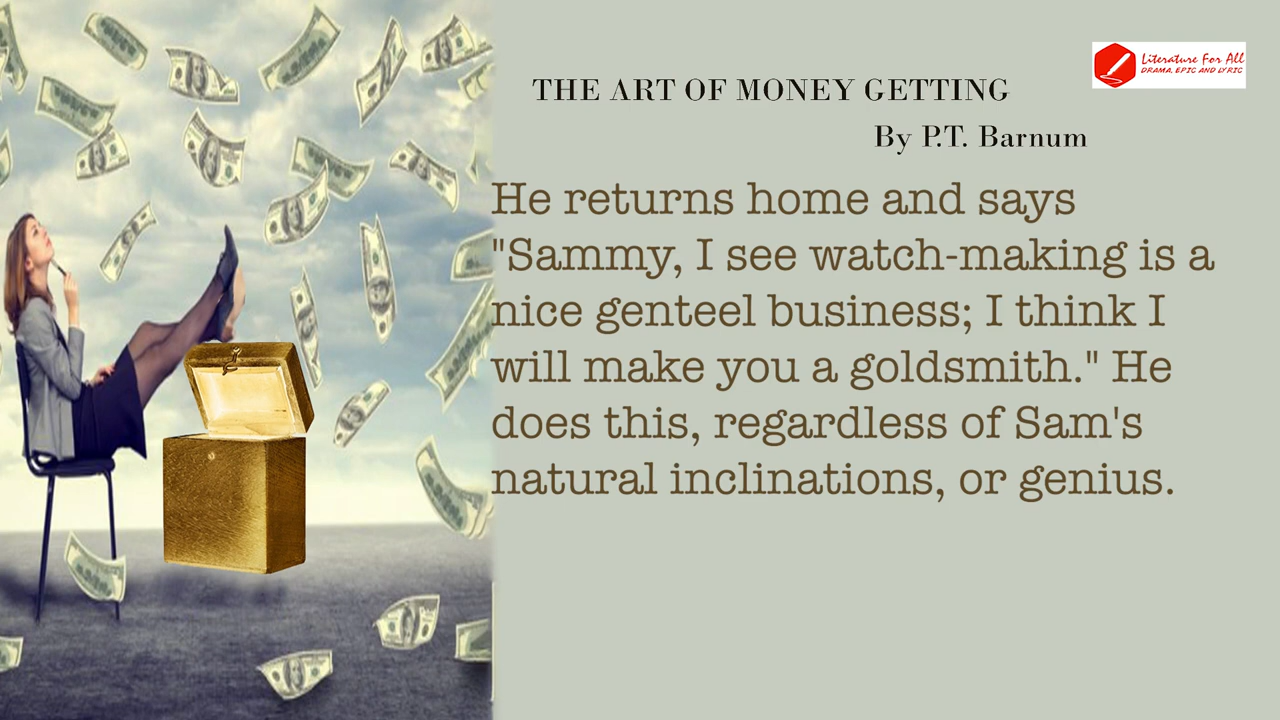 Literature For All
DRAMA, EPIC AND LYRIC
THE ART OF MONEY GETTING
By P.T. Barnum
He returns home and says
"Sammy, I see watch-making is a
nice genteel business; I think I
will make you a goldsmith." He
does this, regardless of Sam's
natural inclinations, or genius.